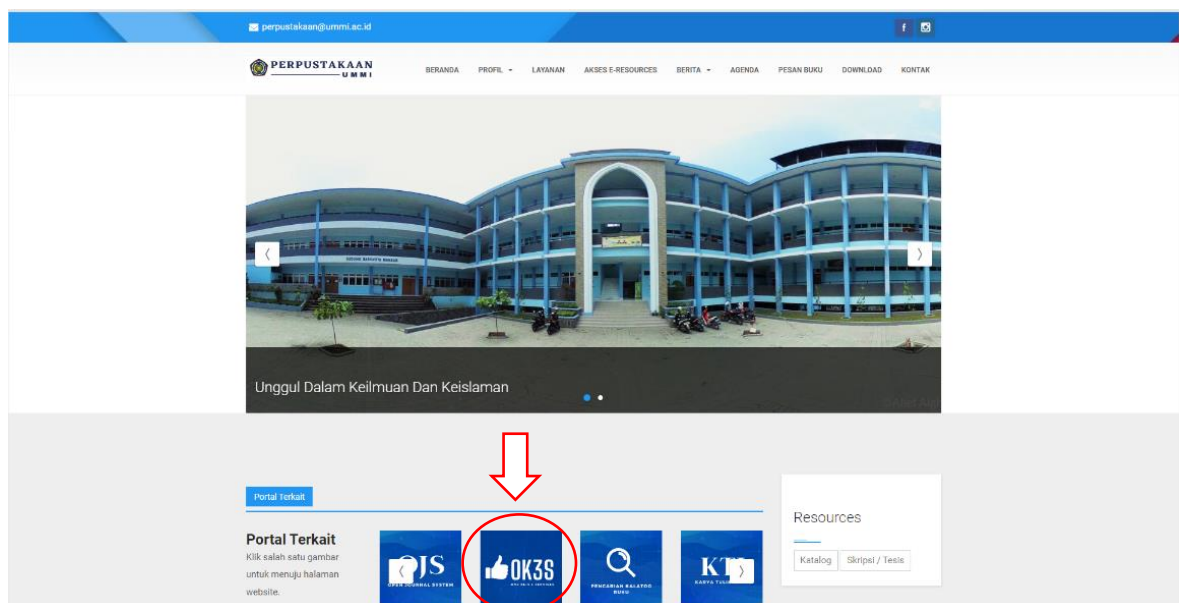 perpustakaan@ummi.ac.id
PERPUSTAKAAN
UMMI
BERANDA PROFIL LAYANAN AKSES E-RESOURCES BERITA AGENDA PESAN BUKU DOWNLOAD KONTAK
Unggul Dalam Keilmuan Dan Keislaman
Portal Terkait
Portal Terkait
Klik salah satu gambar
untuk menuju halaman
website.
OJS
OPEN JOURNAL SYSTEM
OK3S
PENCARIAN KATALOG
BUKU
KTI
Resources
Katalog Skripsi / Tesis